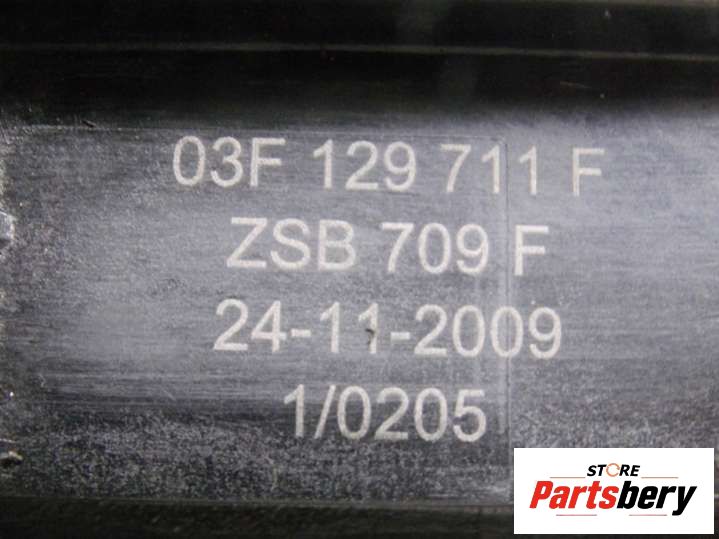 03F 129 711 F
ZSB 709 F
24-11-2009
1/0205
STORE
Partsbery